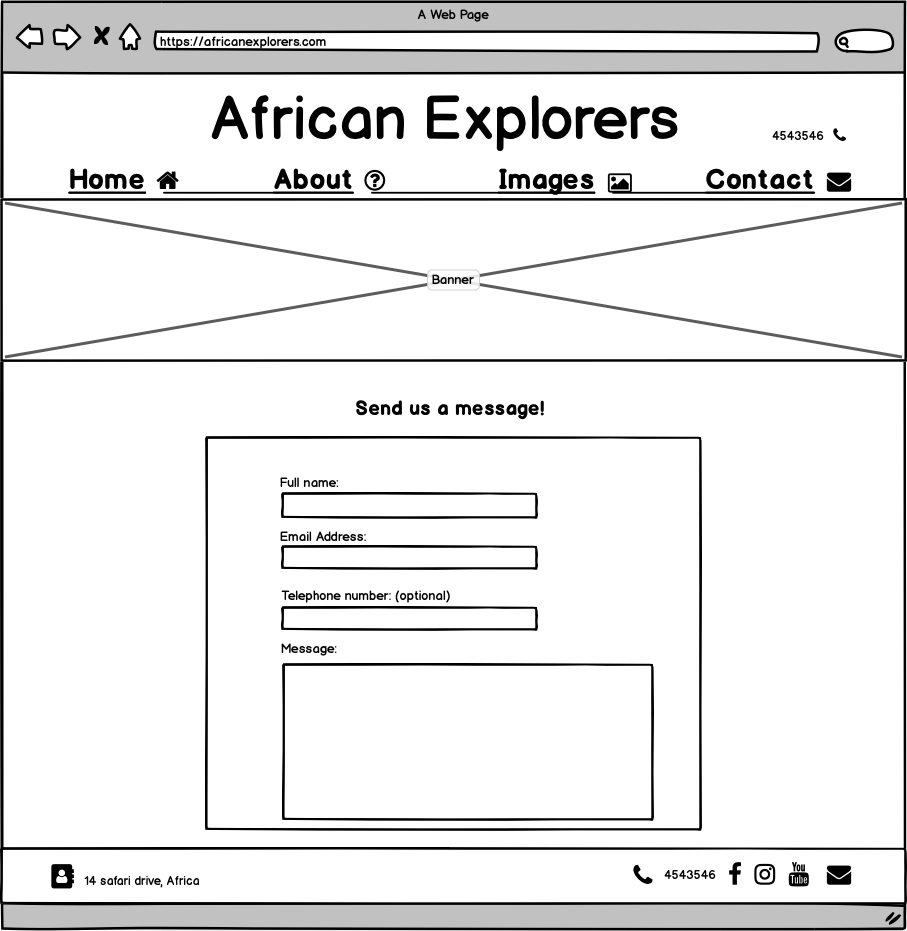 A Web Page
https://africanexplorers.com
African Explorers
4543546
Home About Images Contact
Banner
Send us a message!
Full name:
Email Address:
Telephone number: (optional)
Message:
14 safari drive, Africa
4543546
You
Tube